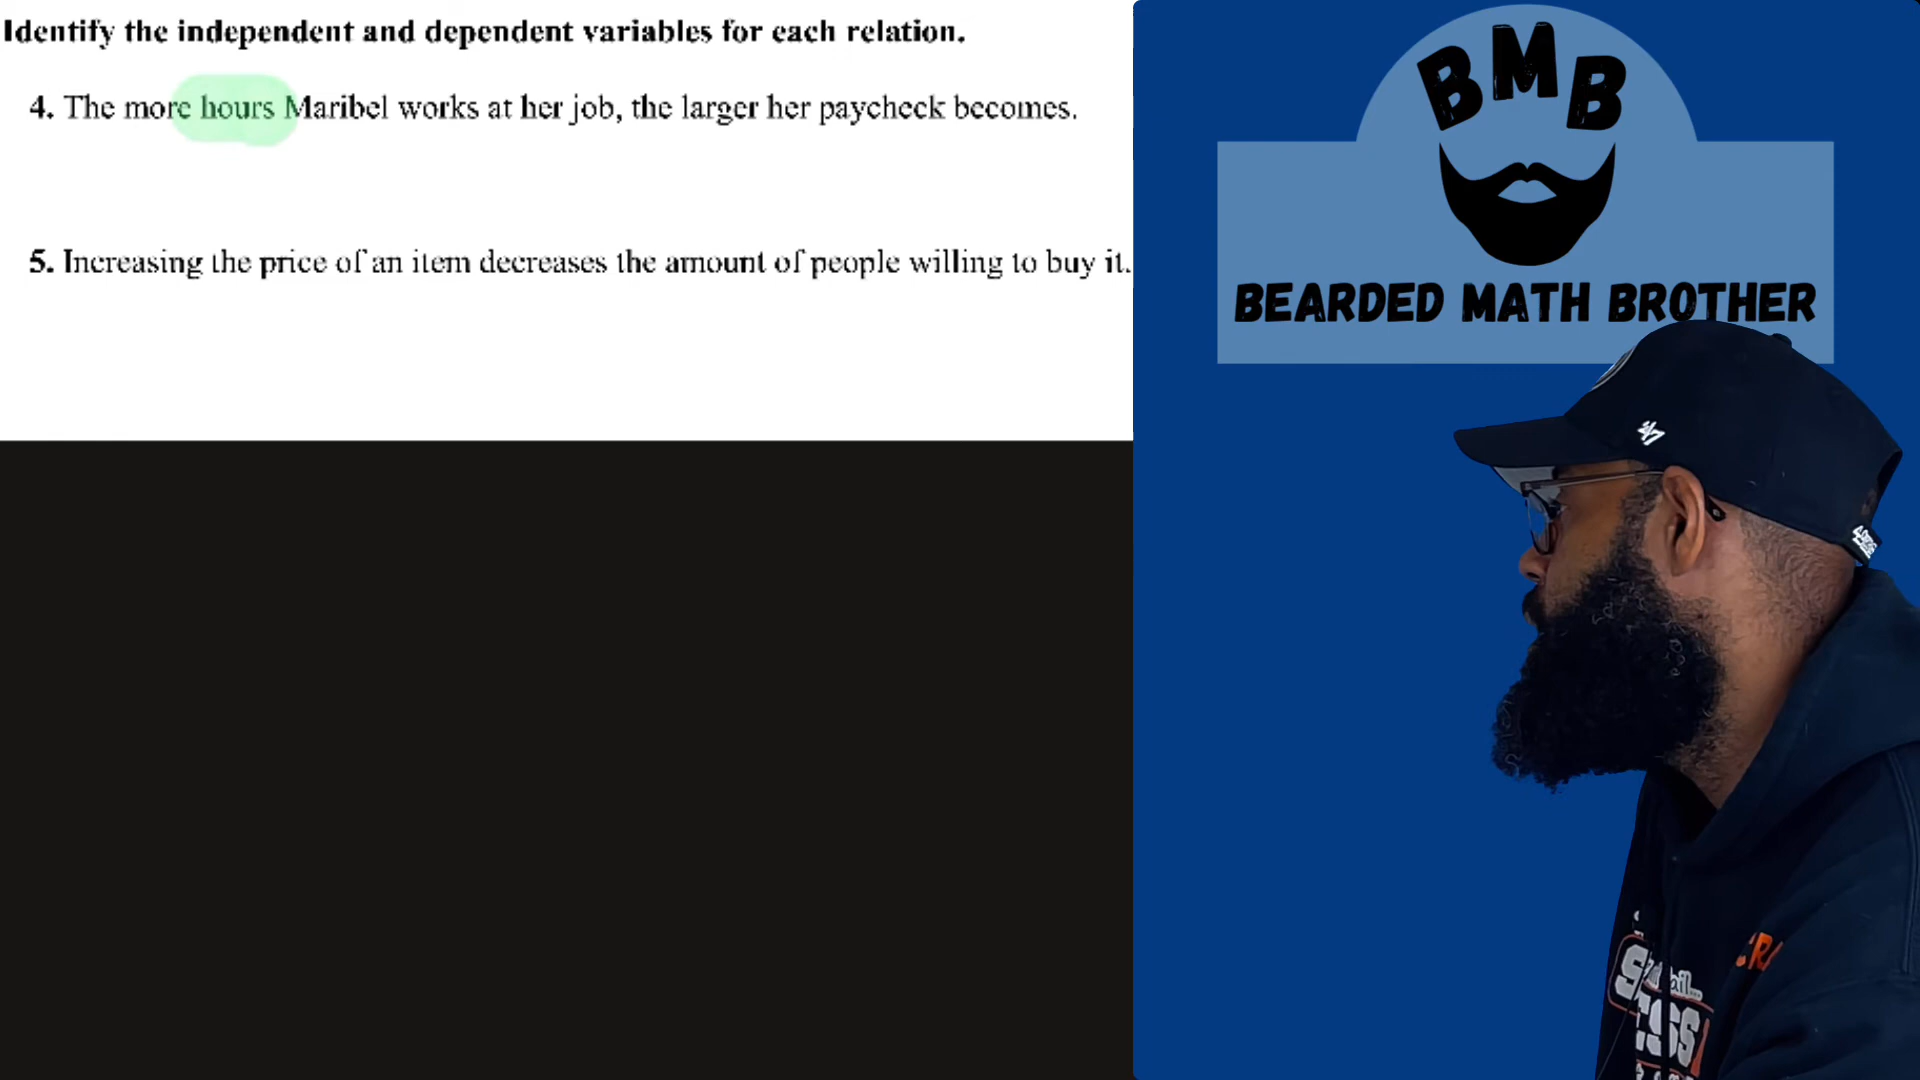 Identify the independent and dependent variables for each relation.
4. The more hours Maribel works at her job, the larger her paycheck becomes.
5. Increasing the price of an item decreases the amount of people willing to buy it.
BMB
BEARDED MATH BROTHER
47